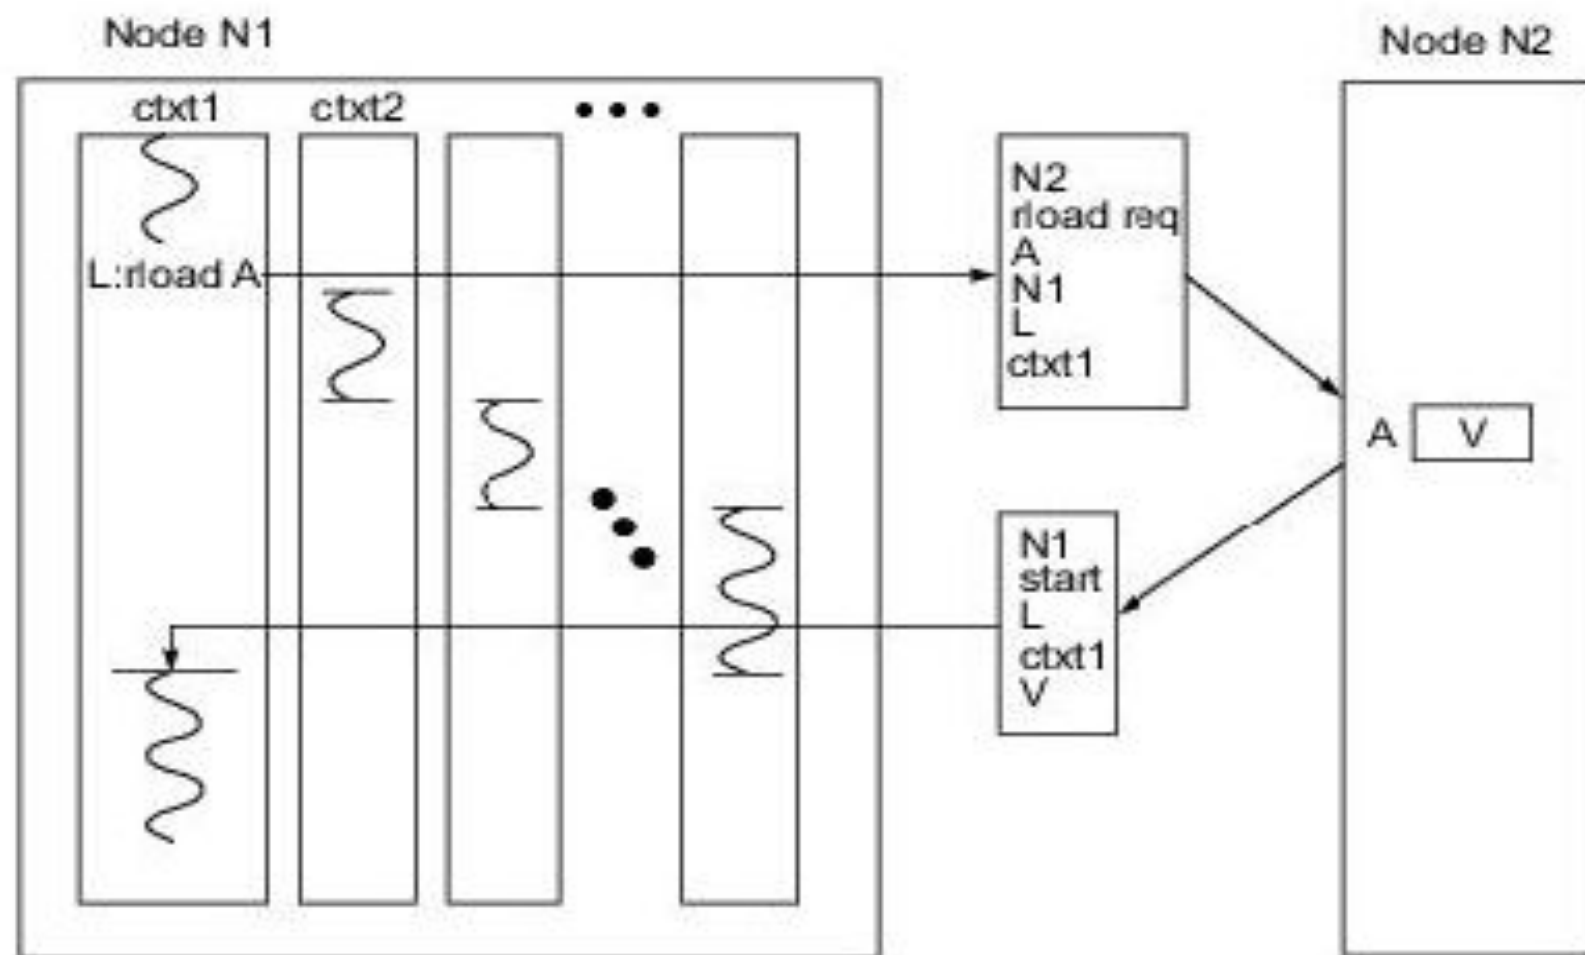 Node N1
Node N2
ctxt1
ctxt2
L:rload A
N2
rload req
A
N1
L
ctxt1
A
V
N1
start
L
ctxt1
V